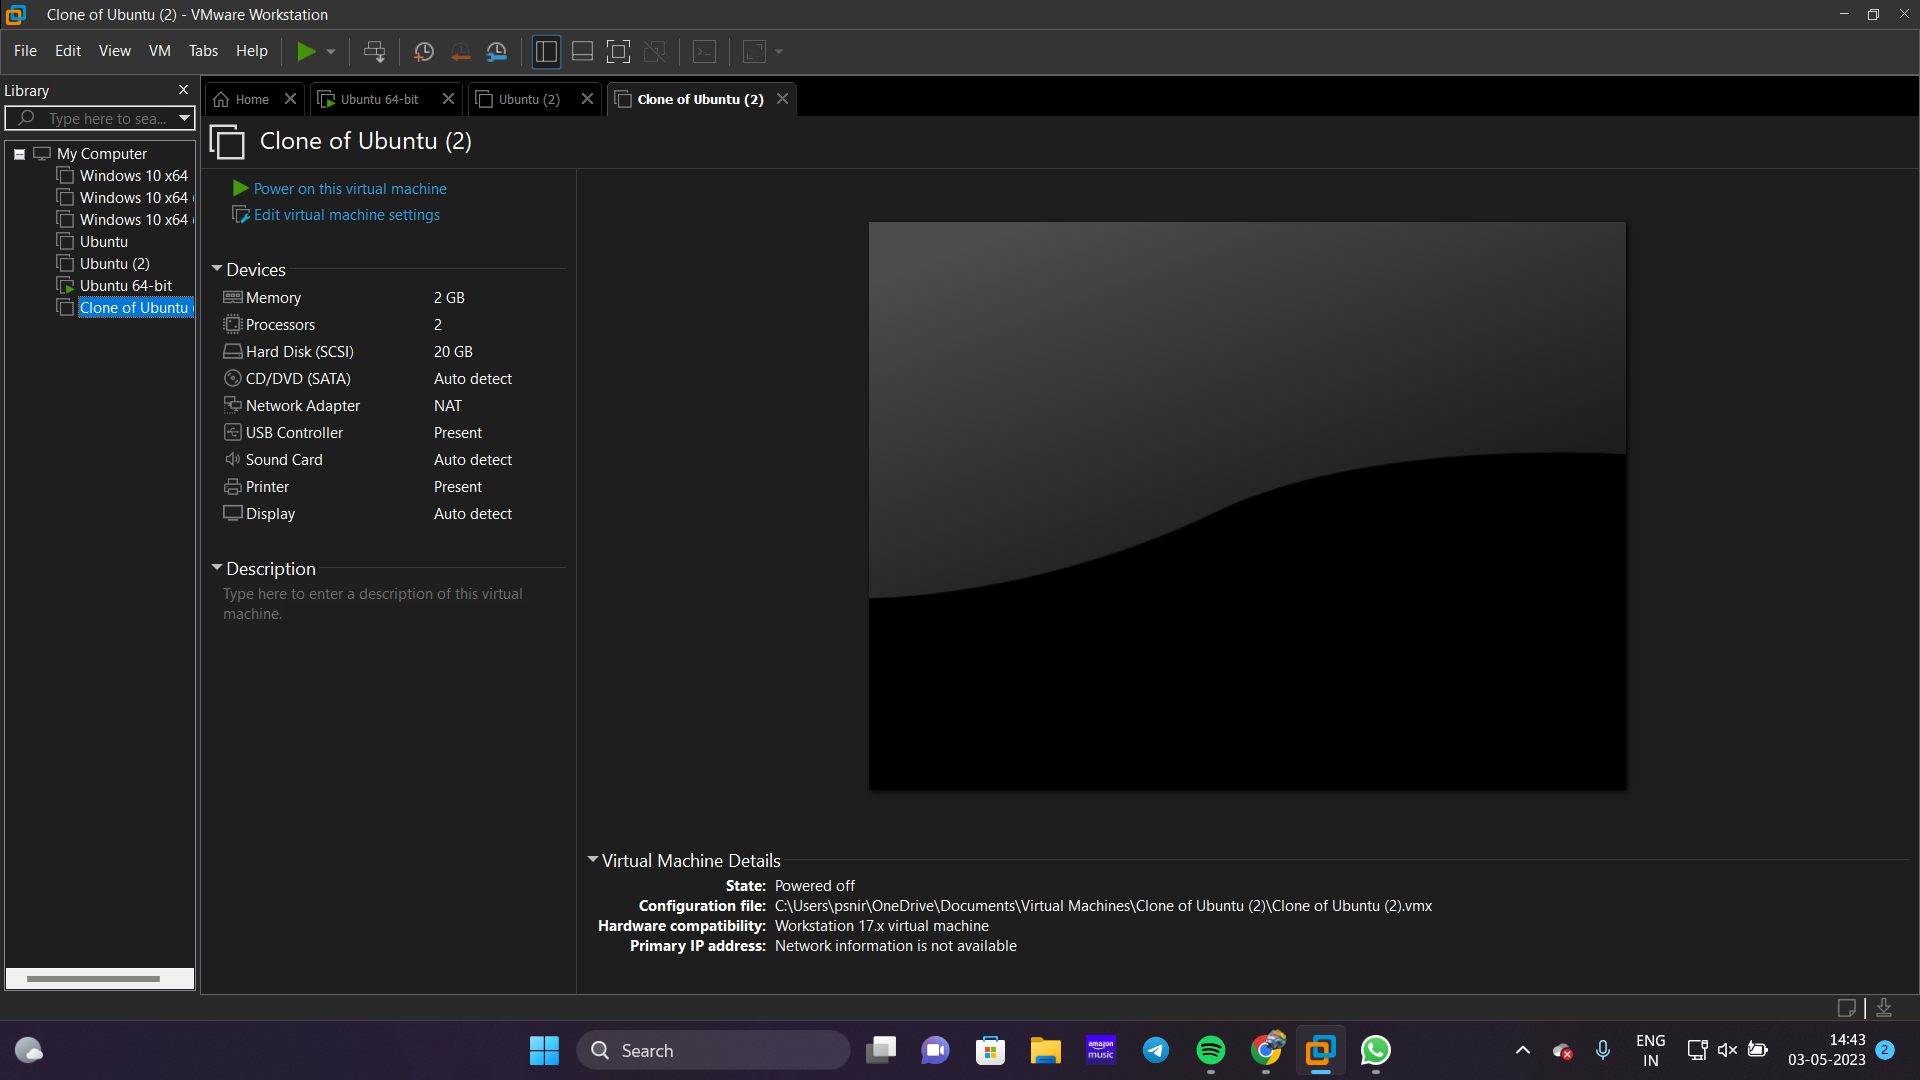 Clone of Ubuntu (2) - VMware Workstation
File Edit View VM Tabs Help
Library
Type here to sea...
My Computer
Windows 10 x64
Windows 10 x64
Windows 10 x64
Ubuntu
Ubuntu (2)
Ubuntu 64-bit
Clone of Ubuntu
Home
Ubuntu 64-bit
Ubuntu (2)
Clone of Ubuntu (2)
Clone of Ubuntu (2)
Power on this virtual machine
Edit virtual machine settings
Devices
Memory 2 GB
Processors 2
Hard Disk (SCSI) 20 GB
CD/DVD (SATA) Auto detect
Network Adapter NAT
USB Controller Present
Sound Card Auto detect
Printer Present
Display Auto detect
Description
Type here to enter a description of this virtual
machine.
Virtual Machine Details
State: Powered off
Configuration file: C:\Users\psnir\OneDrive\Documents\Virtual Machines\Clone of Ubuntu (2)\Clone of Ubuntu (2).vmx
Hardware compatibility: Workstation 17.x virtual machine
Primary IP address: Network information is not available
Search
amazon
music
ENG
IN
14:43
03-05-2023
2